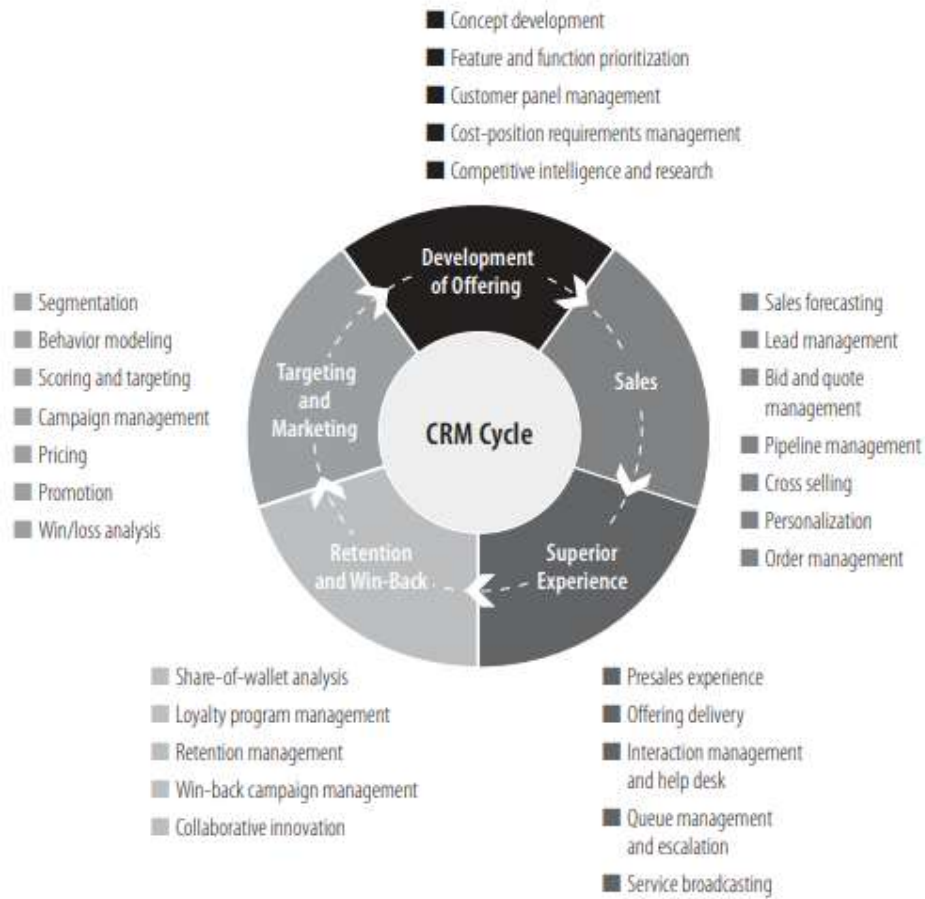 Concept development
Feature and function prioritization
Customer panel management
Cost-position requirements management
Competitive intelligence and research
Development
of Offering
Segmentation
Behavior modeling
Scoring and targeting
Campaign management
Pricing
Promotion
Win/loss analysis
Targeting
and
Marketing
CRM Cycle
Sales
Sales forecasting
Lead management
Bid and quote
management
Pipeline management
Cross selling
Personalization
Order management
Retention
and Win-Back
Superior
Experience
Share-of-wallet analysis
Loyalty program management
Retention management
Win-back campaign management
Collaborative innovation
Presales experience
Offering delivery
Interaction management
and help desk
Queue management
and escalation
Service broadcasting